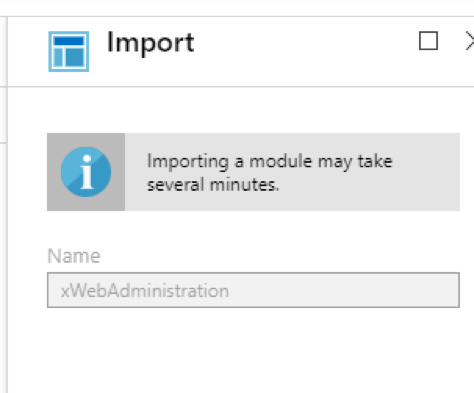 Import
Importing a module may take
several minutes.
Name
xWebAdministration